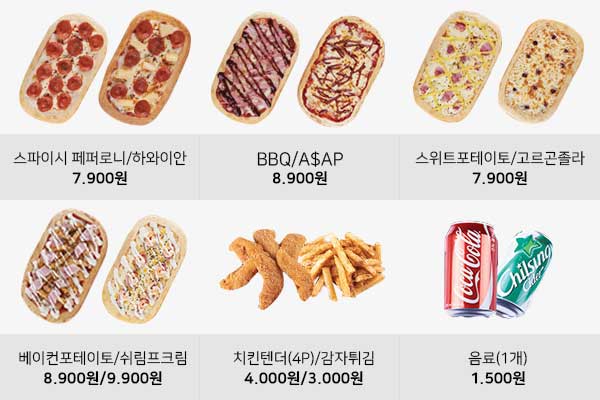 스파이시 페퍼로니/하와이안
7.900원
BBQ/A$AP
8.900원
스위트포테이토/고르곤졸라
7.900원
베이컨포테이토/쉬림프크림
8.900원/9.900원
치킨텐더(4P)/감자튀김
4.000원/3.000원
Coca-Cola
Chilsung
Cider
음료(1개)
1.500원